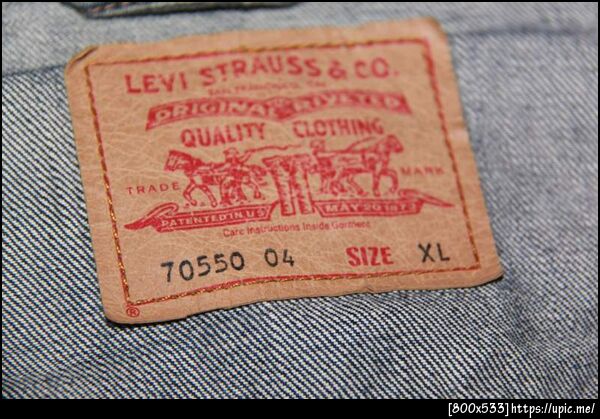 LEVI STRAUSS & CO.
SAN FRANCISCO, CAL.
ORIGINAL RIVETED
QUALITY CLOTHING
TRADE MARK
PATENTED IN U.S. MAY 20 1873
Care Instructions Inside Garment
70550 04 SIZE XL
®
[800x533]https://upic.me/